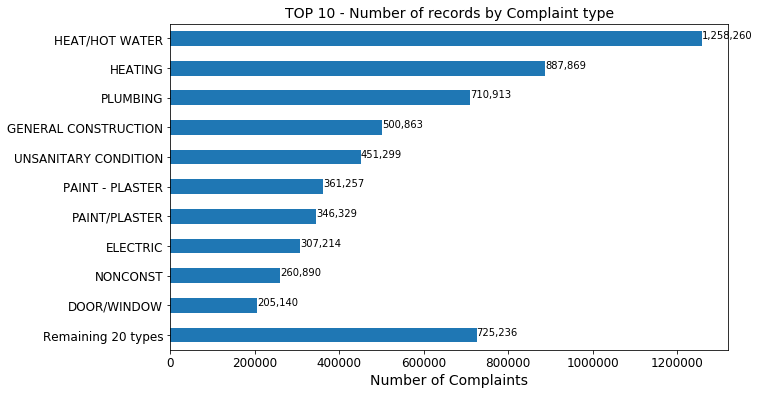 TOP 10 - Number of records by Complaint type
HEAT/HOT WATER 1,258,260
HEATING 887,869
PLUMBING 710,913
GENERAL CONSTRUCTION 500,863
UNSANITARY CONDITION 451,299
PAINT - PLASTER 361,257
PAINT/PLASTER 346,329
ELECTRIC 307,214
NONCONST 260,890
DOOR/WINDOW 205,140
Remaining 20 types 725,236
0 200000 400000 600000 800000 1000000 1200000
Number of Complaints